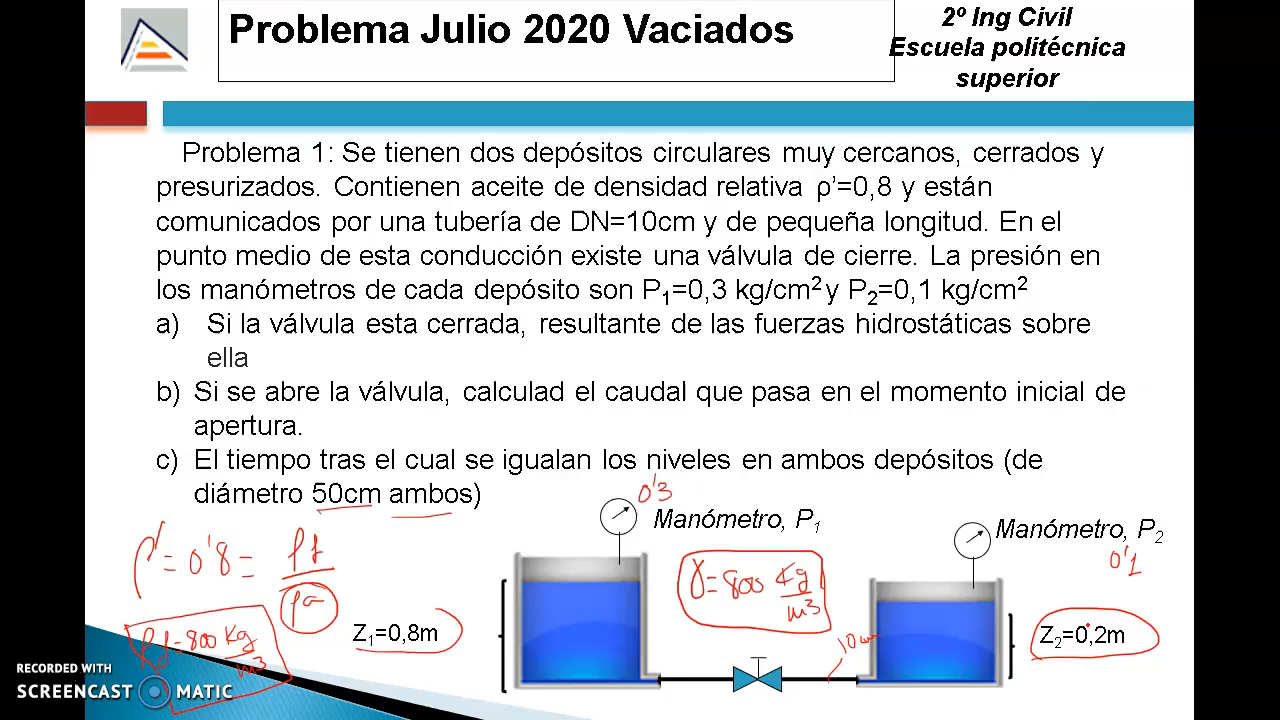 Problema Julio 2020 Vaciados
2º Ing Civil
Escuela politécnica
superior
Problema 1: Se tienen dos depósitos circulares muy cercanos, cerrados y
presurizados. Contienen aceite de densidad relativa ρ’=0,8 y están
comunicados por una tubería de DN=10cm y de pequeña longitud. En el
punto medio de esta conducción existe una válvula de cierre. La presión en
los manómetros de cada depósito son P₁=0,3 kg/cm² y P₂=0,1 kg/cm²
a) Si la válvula esta cerrada, resultante de las fuerzas hidrostáticas sobre
ella
b) Si se abre la válvula, calculad el caudal que pasa en el momento inicial de
apertura.
c) El tiempo tras el cual se igualan los niveles en ambos depósitos (de
diámetro 50cm ambos)
0'3
Manómetro, P₁
Manómetro, P₂
0'1
ρ' = 0'8 = ρf/ρa
γ=800 Kg/m³
Z₁=0,8m
Z₂=0,2m
ρf=800 Kg/m³
10cm
RECORDED WITH
SCREENCAST MATIC